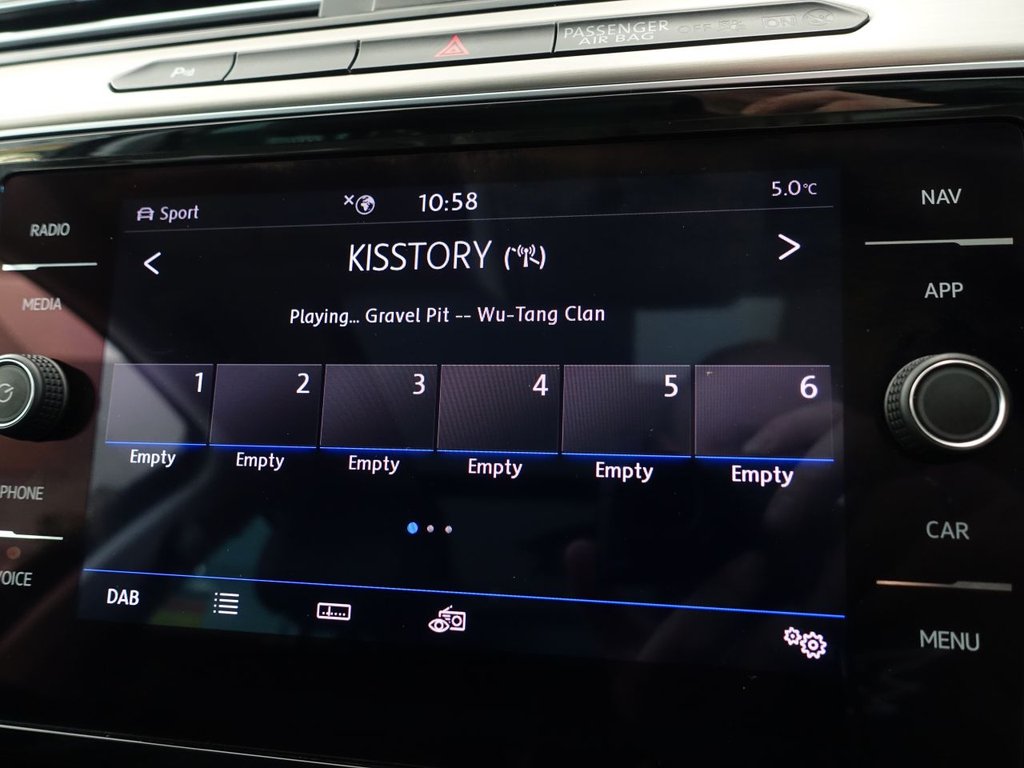 PASSENGER OFF ON
AIR BAG
RADIO
MEDIA
PHONE
VOICE
Sport 10:58 5.0°C
< KISSTORY >
Playing... Gravel Pit -- Wu-Tang Clan
1 2 3 4 5 6
Empty Empty Empty Empty Empty Empty
DAB
NAV
APP
CAR
MENU